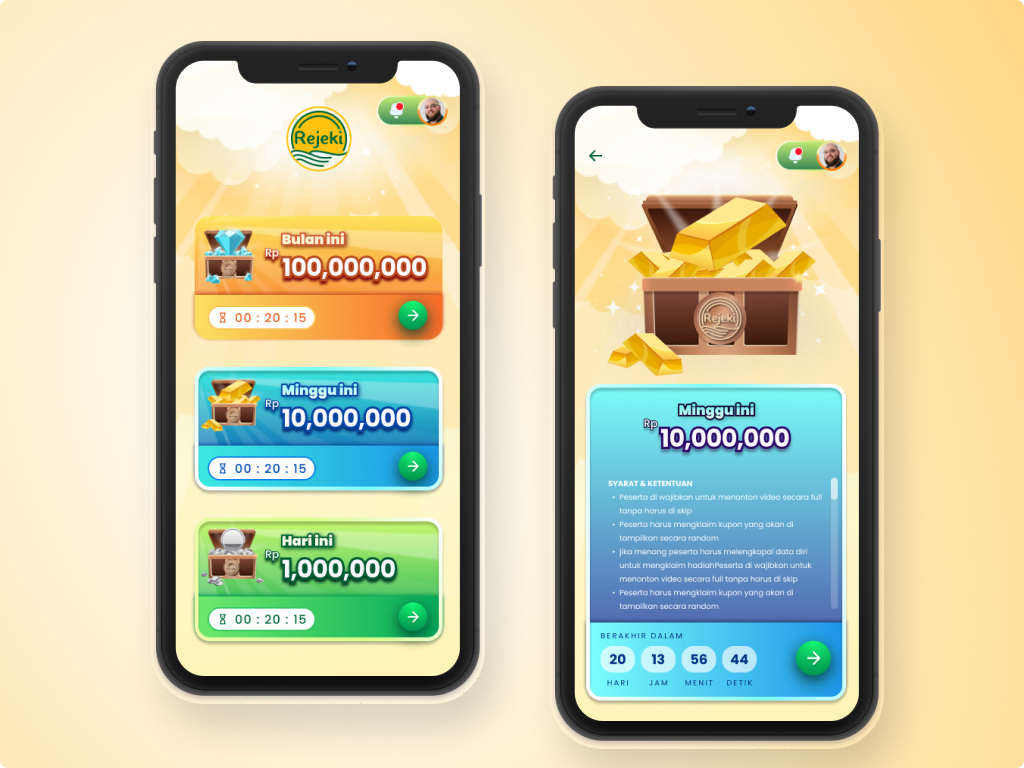 Rejeki
Bulan ini
Rp 100,000,000
00 : 20 : 15
Minggu ini
Rp 10,000,000
00 : 20 : 15
Hari ini
Rp 1,000,000
00 : 20 : 15
Rejeki
Minggu ini
Rp 10,000,000
SYARAT & KETENTUAN
• Peserta di wajibkan untuk menonton video secara full
tanpa harus di skip
• Peserta harus mengklaim kupon yang akan di
tampilkan secara random
• jika menang peserta harus melengkapai data diri
untuk mengklaim hadiahPeserta di wajibkan untuk
menonton video secara full tanpa harus di skip
• Peserta harus mengklaim kupon yang akan di
tamoilkan secara random
BERAKHIR DALAM
20 13 56 44
HARI JAM MENIT DETIK